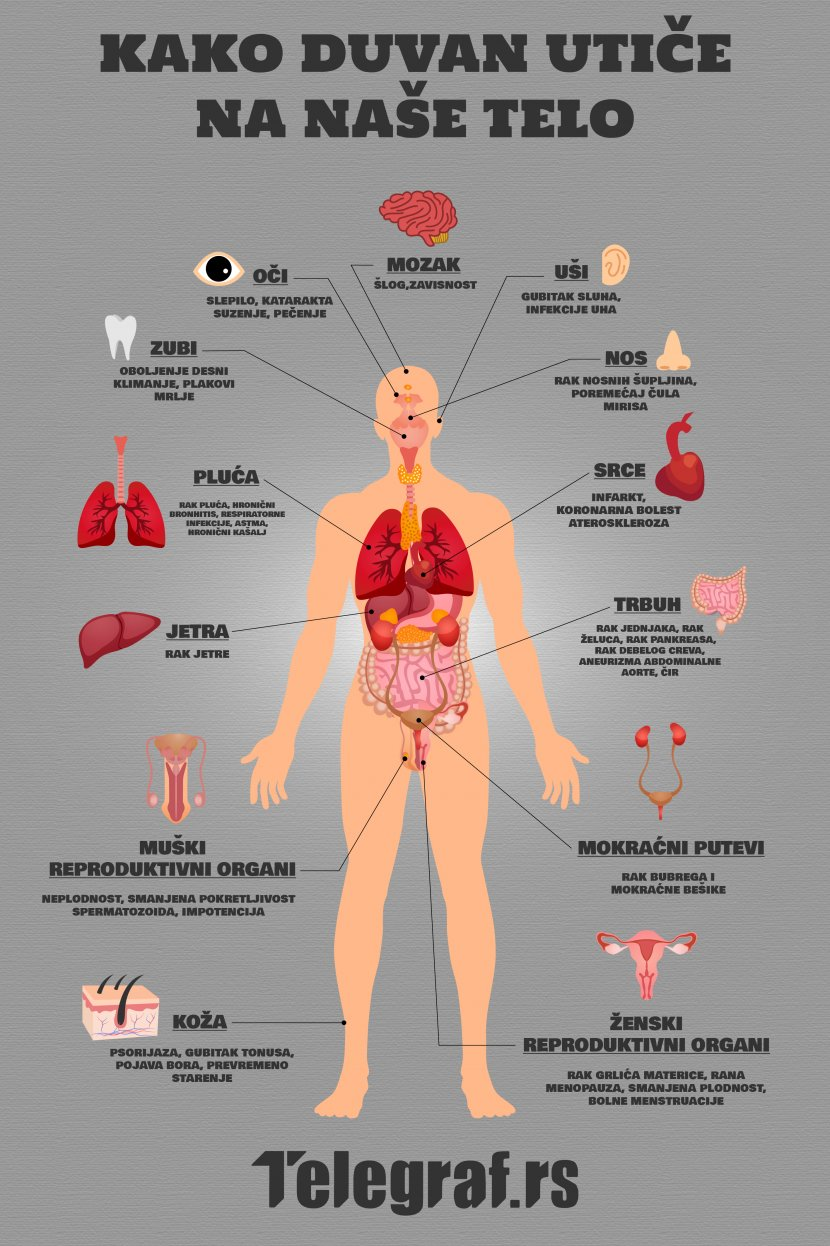 KAKO DUVAN UTIČE
NA NAŠE TELO
MOZAK
ŠLOG,ZAVISNOST
OČI
SLEPILO, KATARAKTA
SUZENJE, PEČENJE
UŠI
GUBITAK SLUHA,
INFEKCIJE UHA
ZUBI
OBOLJENJE DESNI
KLIMANJE, PLAKOVI
MRLJE
NOS
RAK NOSNIH ŠUPLJINA,
POREMEĆAJ ČULA
MIRISA
PLUĆA
RAK PLUĆA, HRONIČNI
BRONHITIS, RESPIRATORNE
INFEKCIJE, ASTMA,
HRONIČNI KAŠALJ
SRCE
INFARKT,
KORONARNA BOLEST
ATEROSKLEROZA
JETRA
RAK JETRE
TRBUH
RAK JEDNJAKA, RAK
ŽELUCA, RAK PANKREASA,
RAK DEBELOG CREVA,
ANEURIZMA ABDOMINALNE
AORTE, ČIR
MUŠKI
REPRODUKTIVNI ORGANI
NEPLODNOST, SMANJENA POKRETLJIVOST
SPERMATOZOIDA, IMPOTENCIJA
MOKRAĆNI PUTEVI
RAK BUBREGA I
MOKRAĆNE BEŠIKE
KOŽA
PSORIJAZA, GUBITAK TONUSA,
POJAVA BORA, PREVREMENO
STARENJE
ŽENSKI
REPRODUKTIVNI ORGANI
RAK GRLIĆA MATERICE, RANA
MENOPAUZA, SMANJENA PLODNOST,
BOLNE MENSTRUACIJE
Telegraf.rs